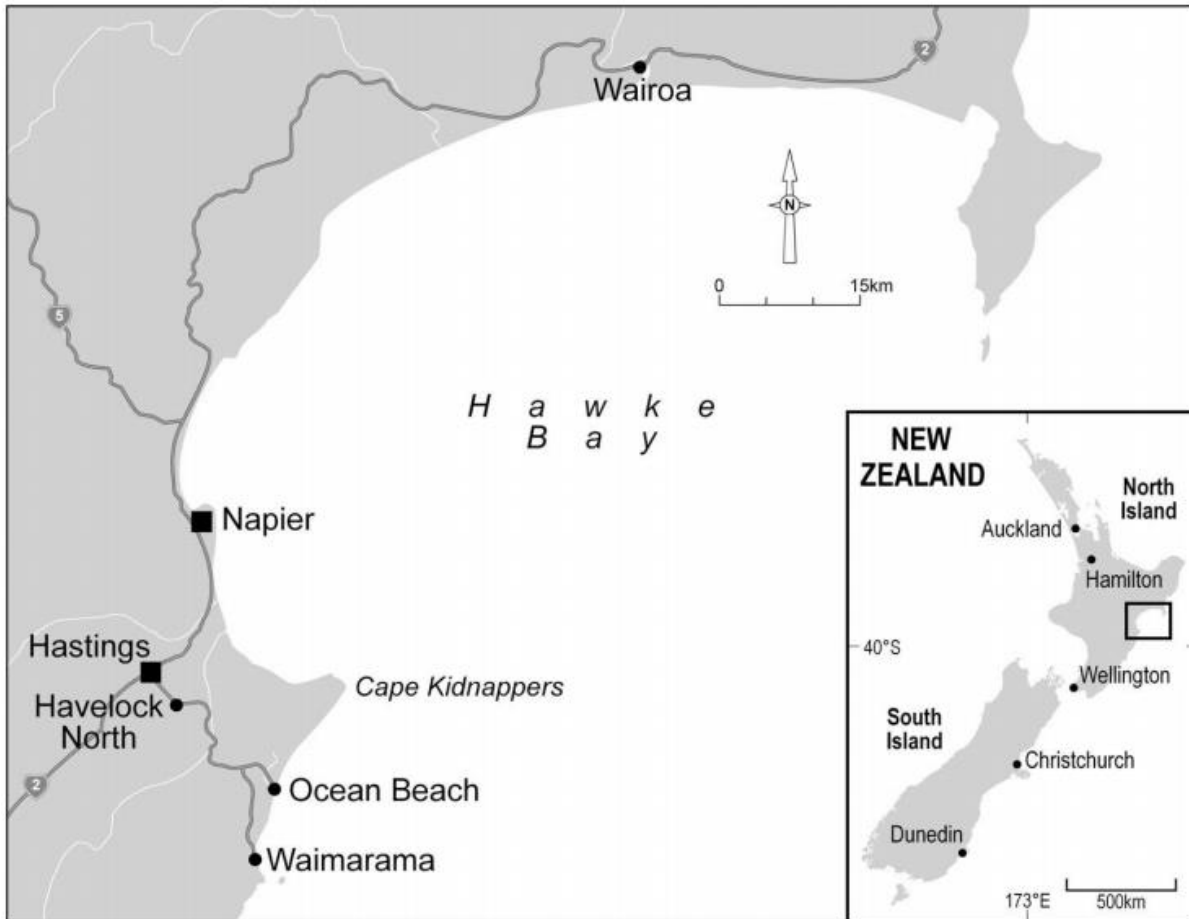 2
Wairoa
N
0 15km
5
H a w k e
B a y
Napier
Hastings
Havelock
North
Cape Kidnappers
2
Ocean Beach
Waimarama
NEW
ZEALAND
North
Island
Auckland
Hamilton
40°S
Wellington
South
Island
Christchurch
Dunedin
173°E
500km